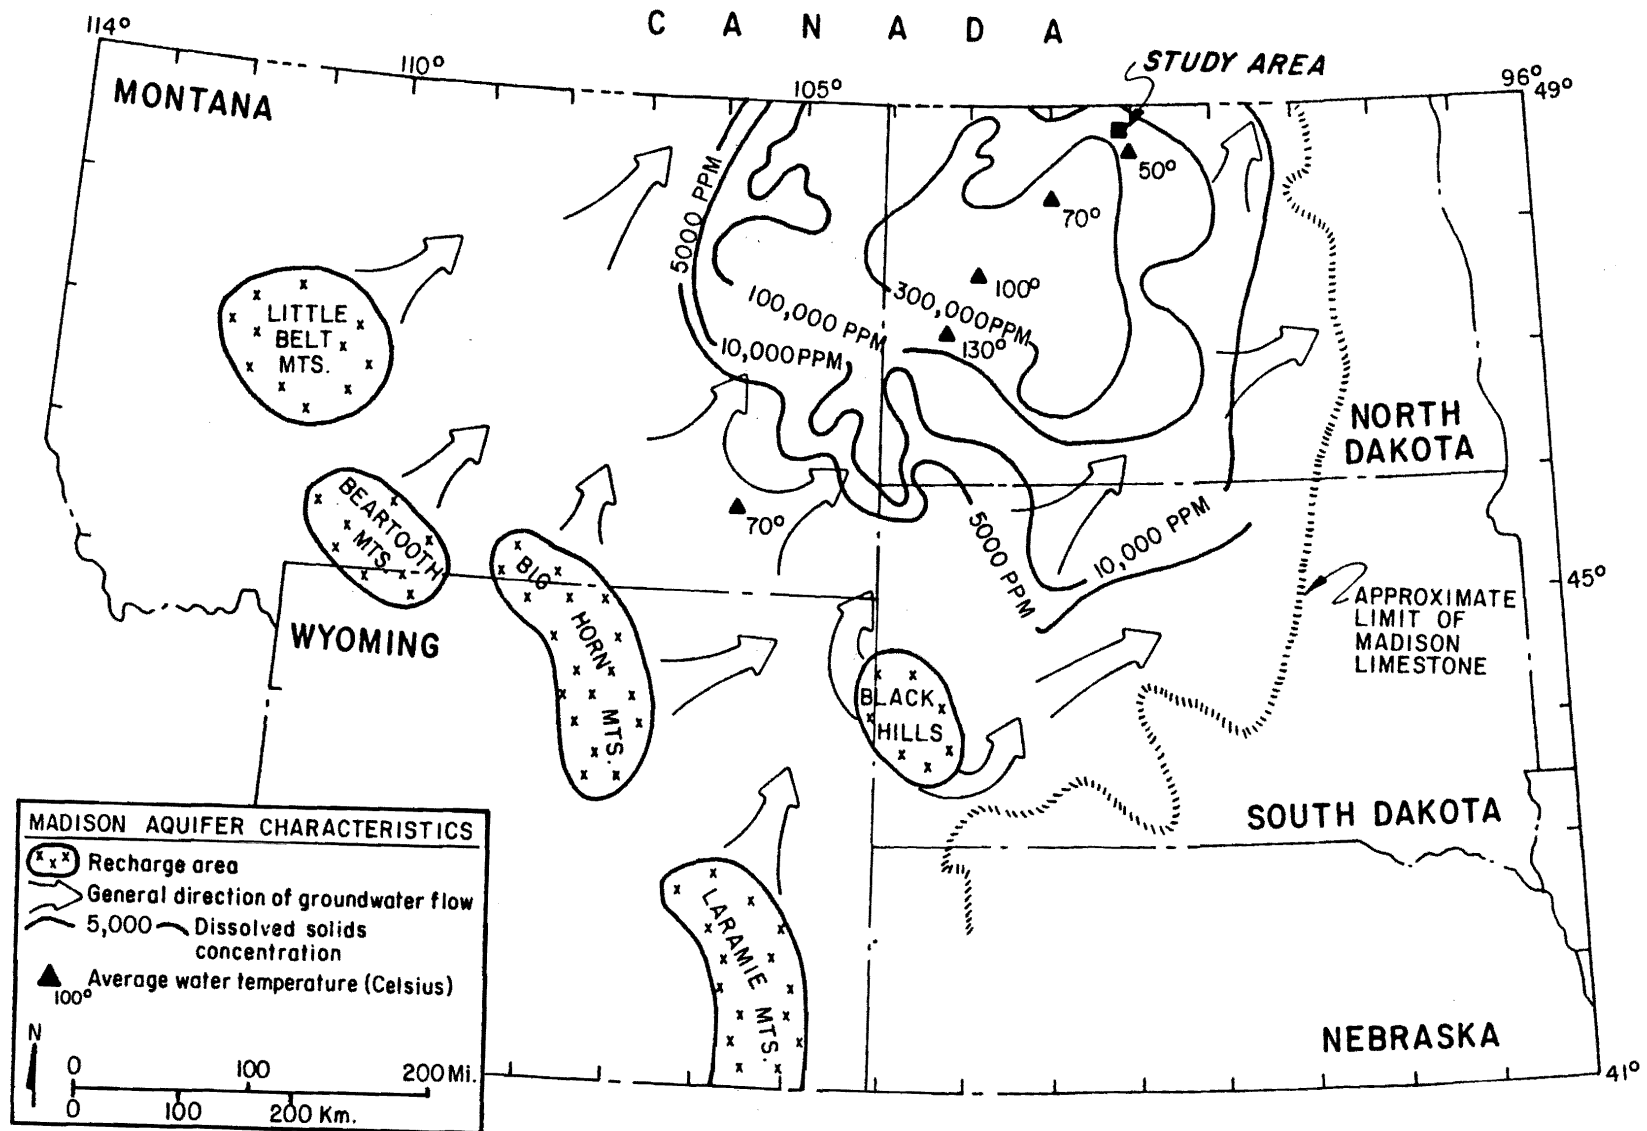 C A N A D A
114°
110°
105°
96°
49°
STUDY AREA
MONTANA
5000 PPM
50°
70°
100°
300,000 PPM
100,000 PPM
130°
10,000 PPM
LITTLE
BELT
MTS.
NORTH
DAKOTA
BEARTOOTH
MTS.
70°
5000 PPM
10,000 PPM
45°
BIG
HORN
MTS.
WYOMING
APPROXIMATE
LIMIT OF
MADISON
LIMESTONE
BLACK
HILLS
SOUTH DAKOTA
LARAMIE
MTS.
NEBRASKA
41°
MADISON AQUIFER CHARACTERISTICS
x x x Recharge area
General direction of groundwater flow
5,000 Dissolved solids
concentration
100° Average water temperature (Celsius)
N
0 100 200 Mi.
0 100 200 Km.